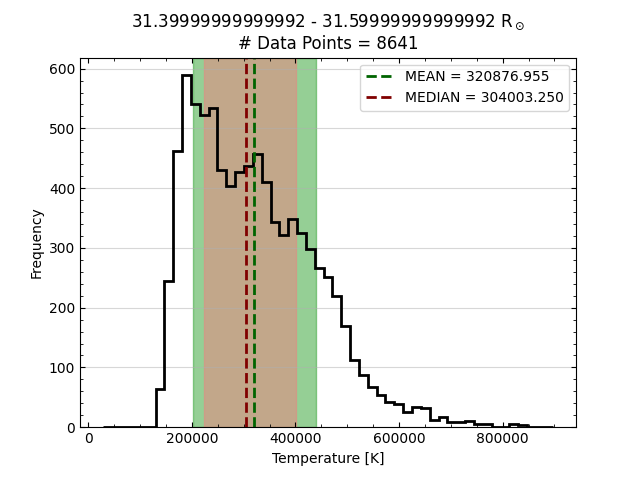 31.39999999999992 - 31.59999999999992 R⊙
# Data Points = 8641
MEAN = 320876.955
MEDIAN = 304003.250
Frequency
600
500
400
300
200
100
0
0 200000 400000 600000 800000
Temperature [K]